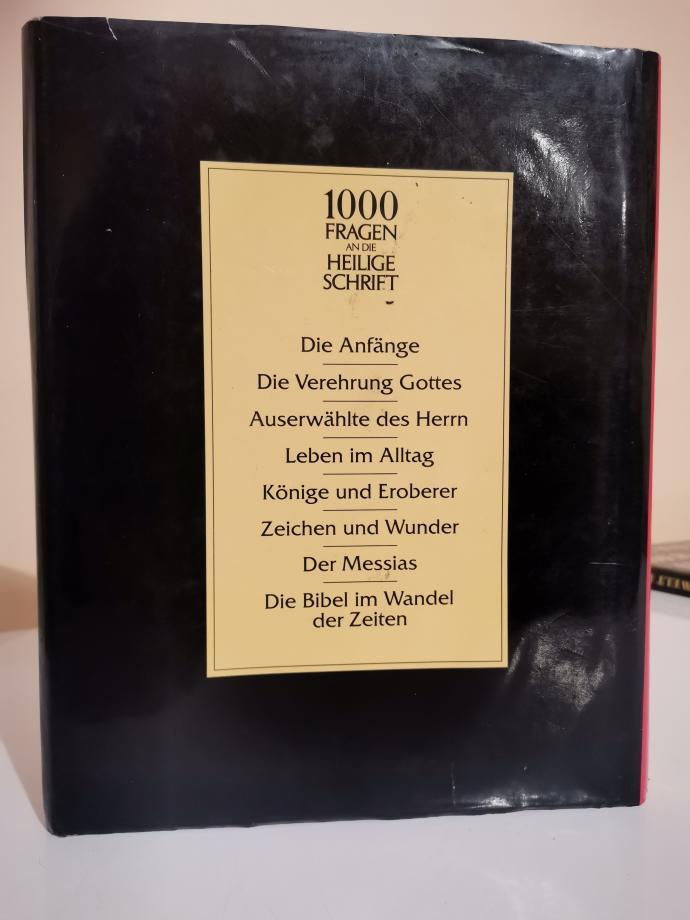 1000
FRAGEN
AN DIE
HEILIGE
SCHRIFT
Die Anfänge
Die Verehrung Gottes
Auserwählte des Herrn
Leben im Alltag
Könige und Eroberer
Zeichen und Wunder
Der Messias
Die Bibel im Wandel
der Zeiten